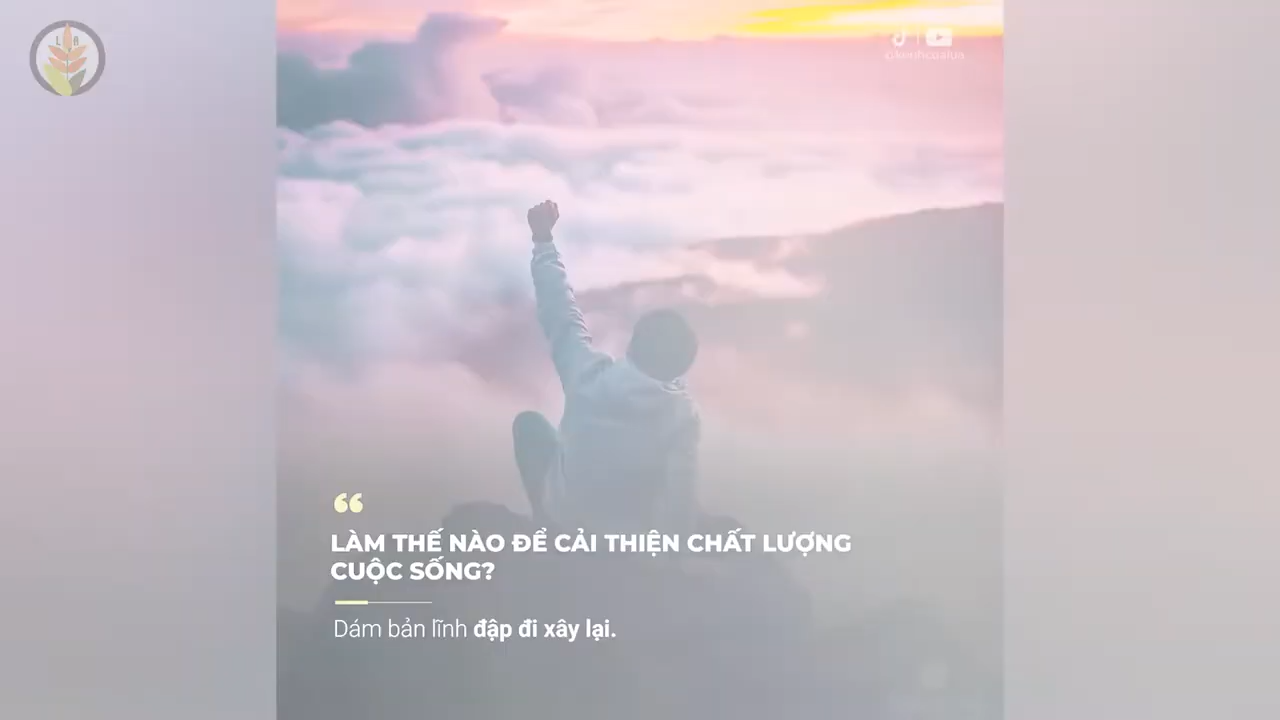 L A
“
LÀM THẾ NÀO ĐỂ CẢI THIỆN CHẤT LƯỢNG
CUỘC SỐNG?
Dám bản lĩnh đập đi xây lại.